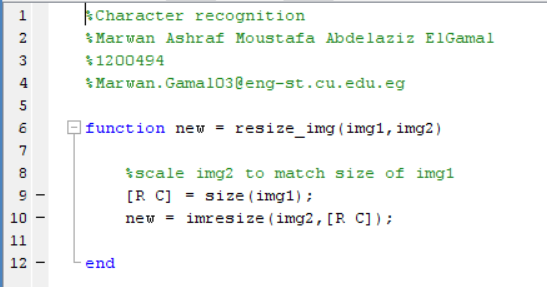 1 %Character recognition
2 %Marwan Ashraf Moustafa Abdelaziz ElGamal
3 %1200494
4 %Marwan.Gamal03@eng-st.cu.edu.eg
5
6 function new = resize_img(img1,img2)
7
8 %scale img2 to match size of img1
9 – [R C] = size(img1);
10 – new = imresize(img2,[R C]);
11
12 – end